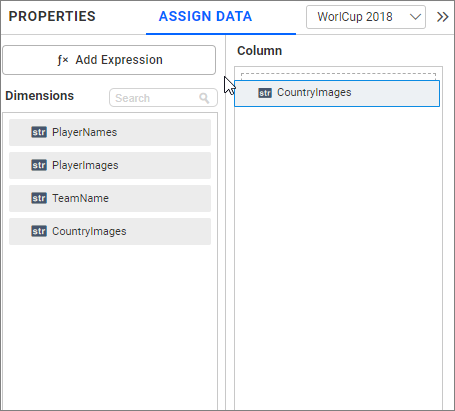 PROPERTIES
ASSIGN DATA
WorlCup 2018
ƒ× Add Expression
Column
Dimensions
Search
str CountryImages
str PlayerNames
str PlayerImages
str TeamName
str CountryImages